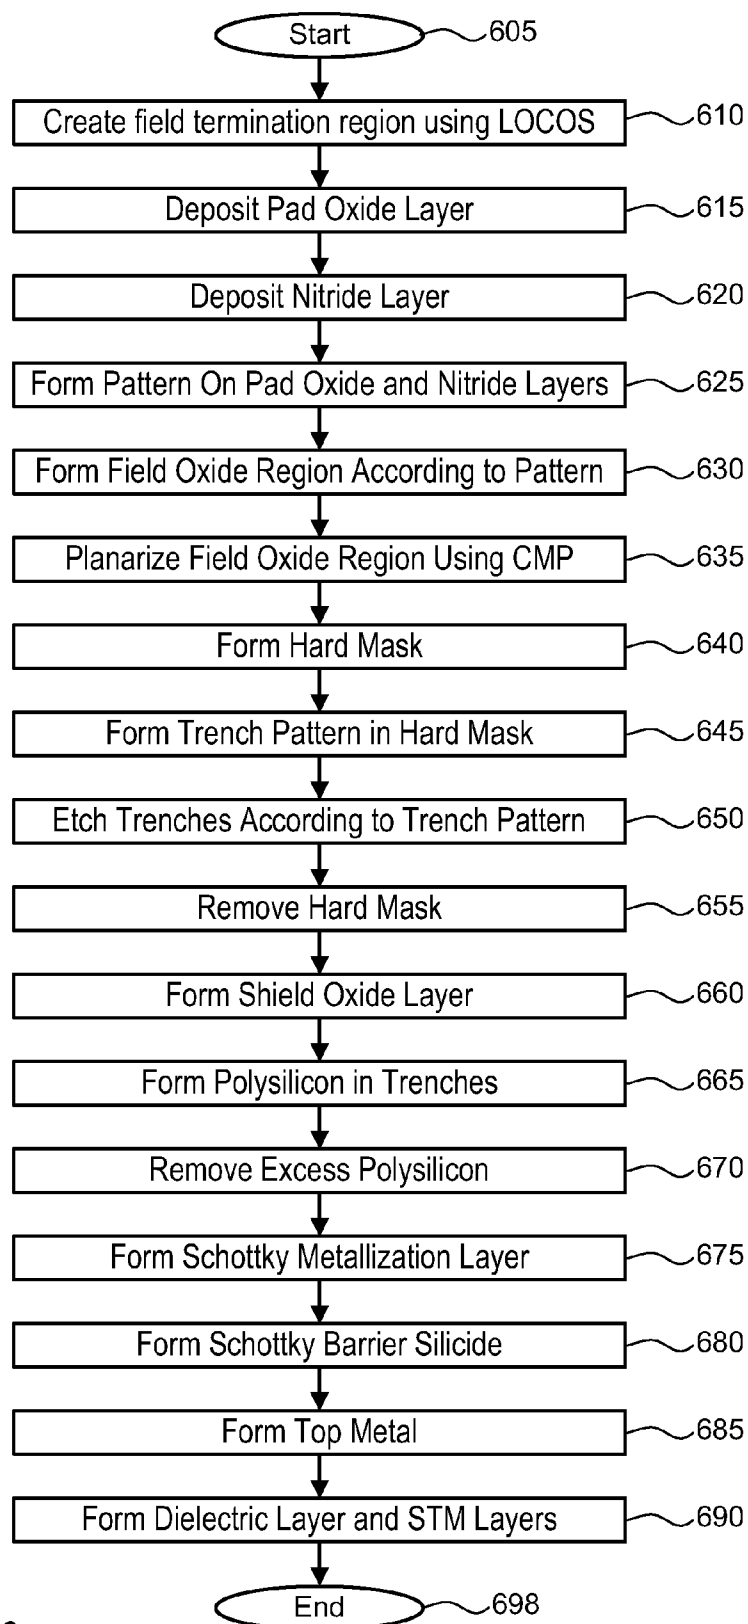 Start 605
Create field termination region using LOCOS 610
Deposit Pad Oxide Layer 615
Deposit Nitride Layer 620
Form Pattern On Pad Oxide and Nitride Layers 625
Form Field Oxide Region According to Pattern 630
Planarize Field Oxide Region Using CMP 635
Form Hard Mask 640
Form Trench Pattern in Hard Mask 645
Etch Trenches According to Trench Pattern 650
Remove Hard Mask 655
Form Shield Oxide Layer 660
Form Polysilicon in Trenches 665
Remove Excess Polysilicon 670
Form Schottky Metallization Layer 675
Form Schottky Barrier Silicide 680
Form Top Metal 685
Form Dielectric Layer and STM Layers 690
End 698